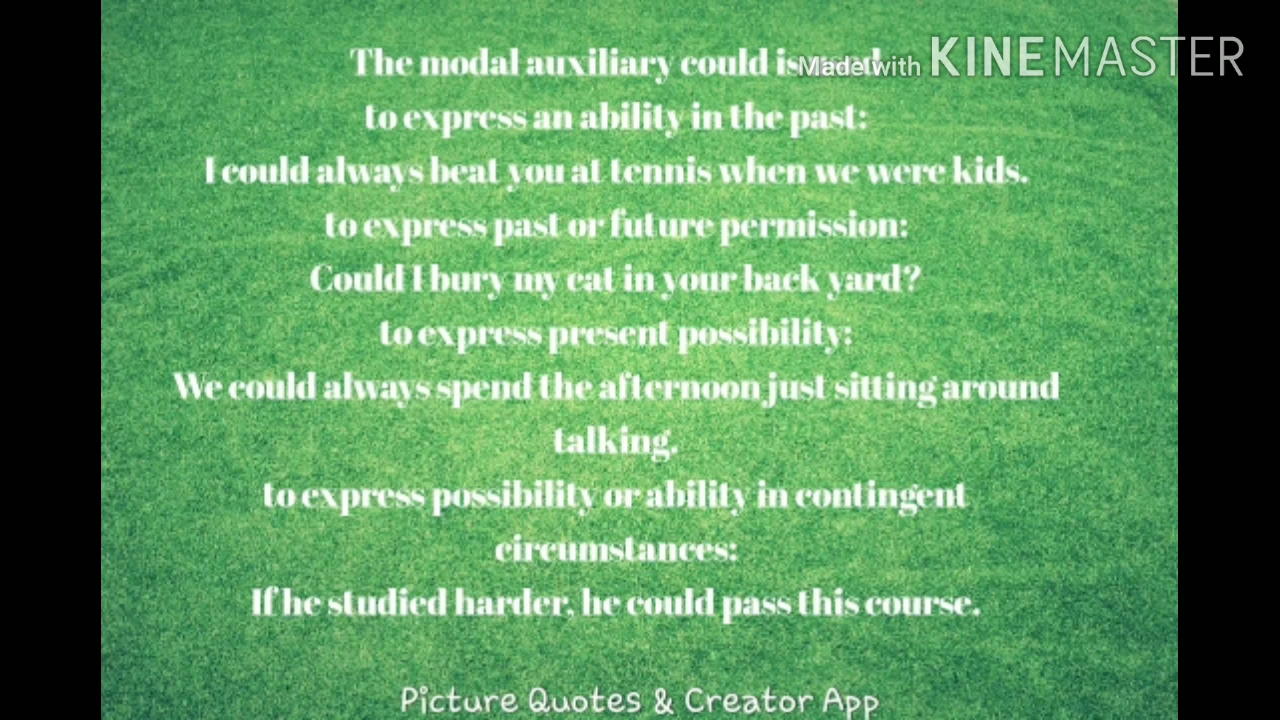 The modal auxiliary could is
Made with KINEMASTER
to express an ability in the past:
I could always beat you at tennis when we were kids.
to express past or future permission:
Could I bury my cat in your back yard?
to express present possibility:
We could always spend the afternoon just sitting around
talking.
to express possibility or ability in contingent
circumstances:
If he studied harder, he could pass this course.
Picture Quotes & Creator App